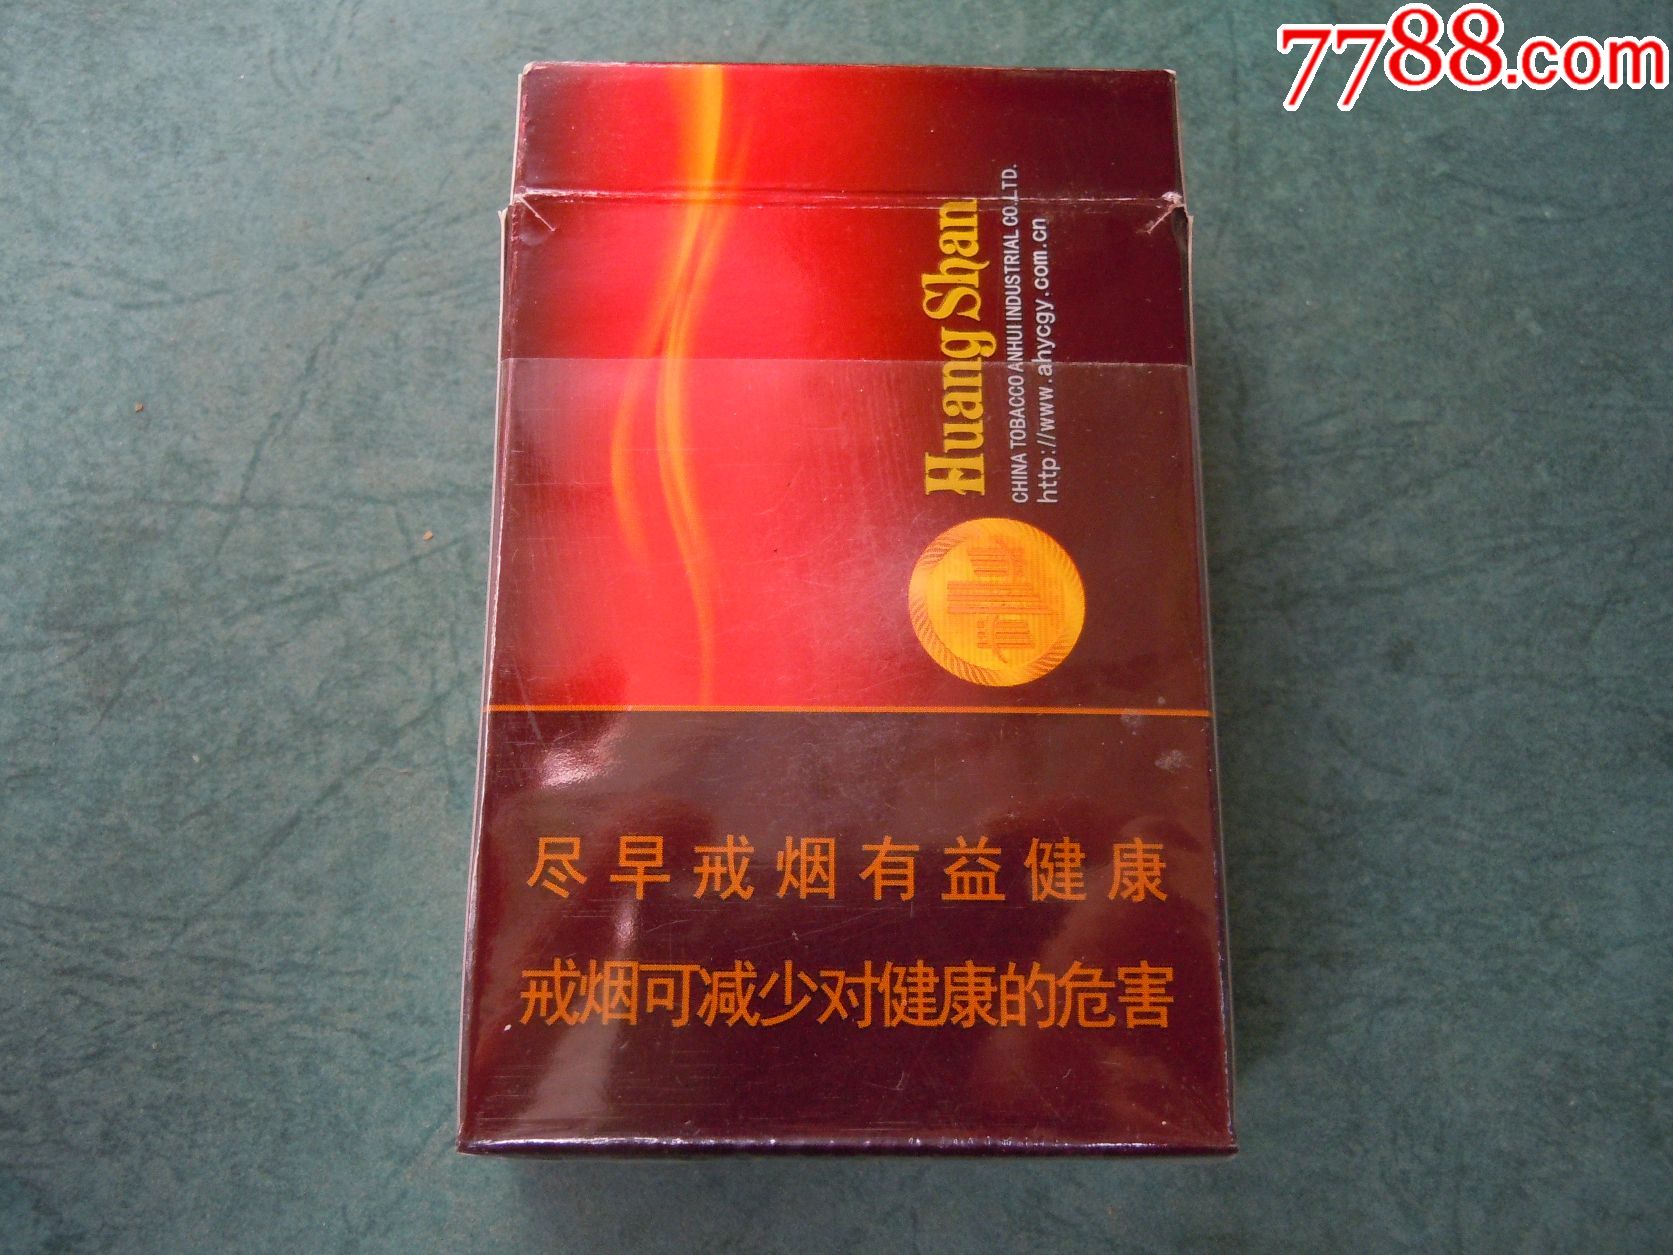 7788.com
Huang Shan
CHINA TOBACCO ANHUI INDUSTRIAL CO.LTD.
http://www.ahycgy.com.cn
尽早戒烟有益健康
戒烟可减少对健康的危害